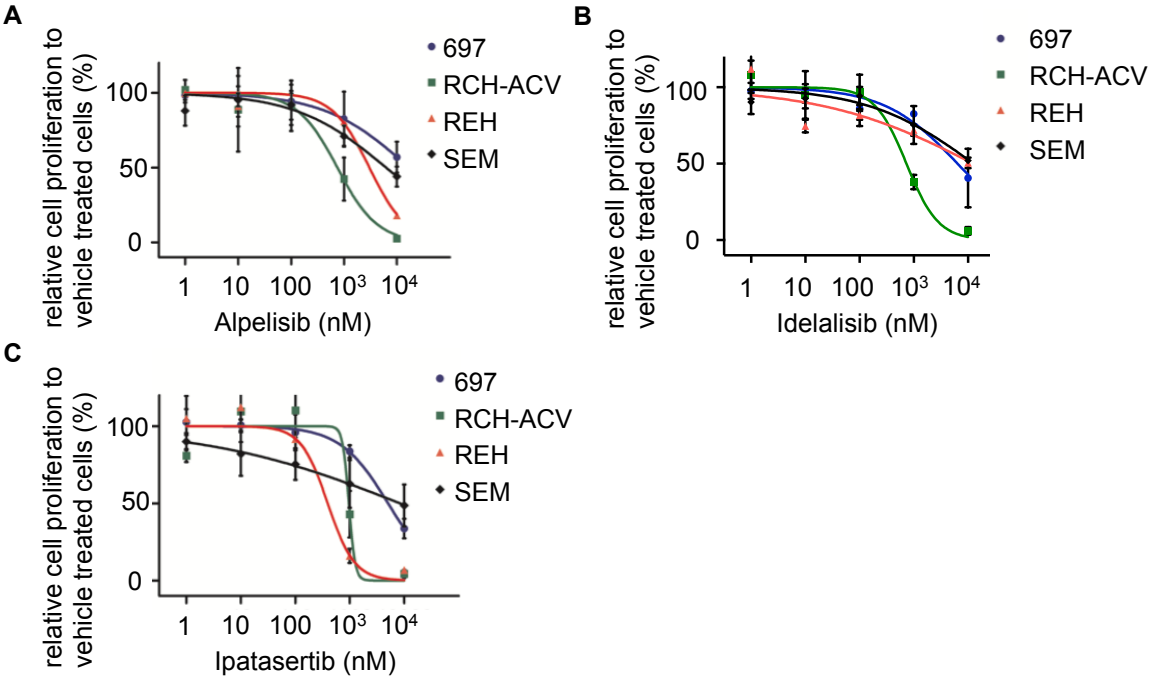 A
relative cell proliferation to
vehicle treated cells (%)
100
50
0
1 10 100 10³ 10⁴
Alpelisib (nM)
697
RCH-ACV
REH
SEM
B
relative cell proliferation to
vehicle treated cells (%)
100
50
0
1 10 100 10³ 10⁴
Idelalisib (nM)
697
RCH-ACV
REH
SEM
C
relative cell proliferation to
vehicle treated cells (%)
100
50
0
1 10 100 10³ 10⁴
Ipatasertib (nM)
697
RCH-ACV
REH
SEM